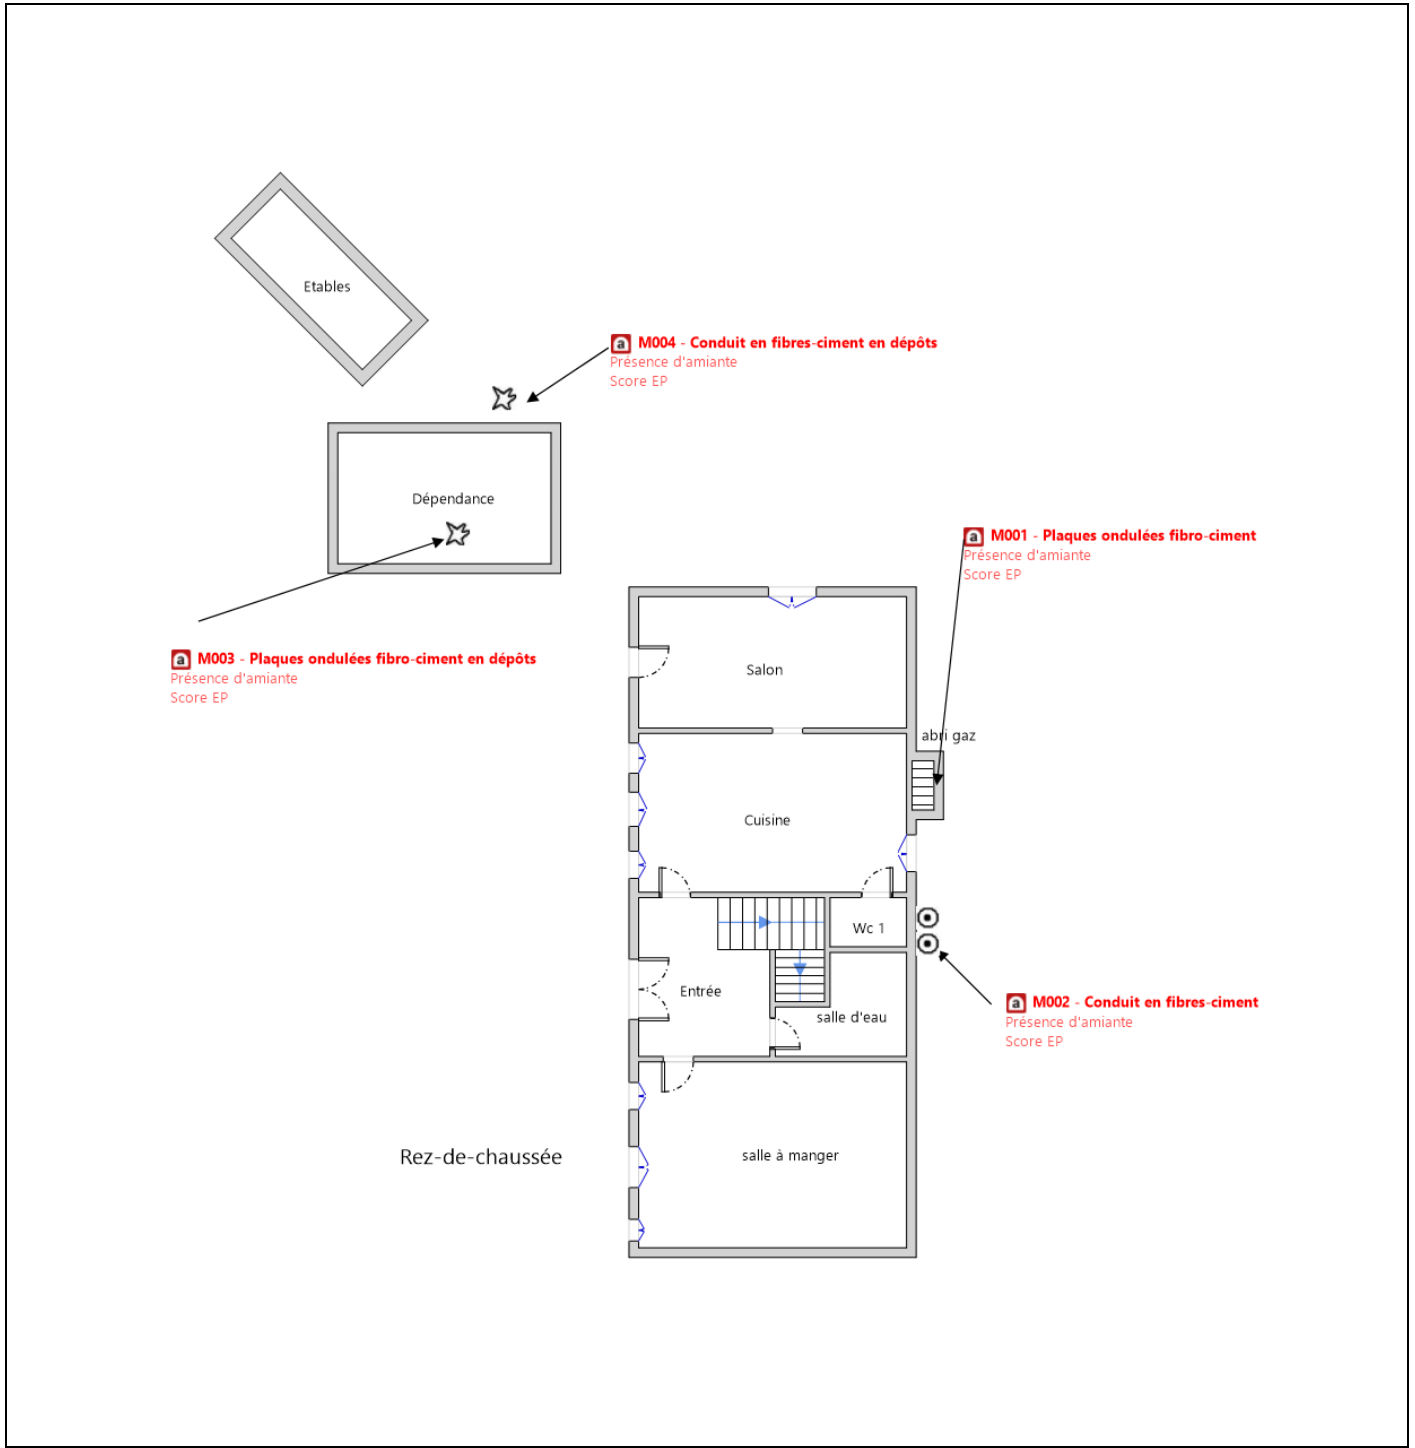 Etables
a M004 - Conduit en fibres-ciment en dépôts
Présence d'amiante
Score EP
Dépendance
a M001 - Plaques ondulées fibro-ciment
Présence d'amiante
Score EP
a M003 - Plaques ondulées fibro-ciment en dépôts
Présence d'amiante
Score EP
Salon
abri gaz
Cuisine
Wc 1
Entrée
a M002 - Conduit en fibres-ciment
Présence d'amiante
Score EP
salle d'eau
Rez-de-chaussée
salle à manger